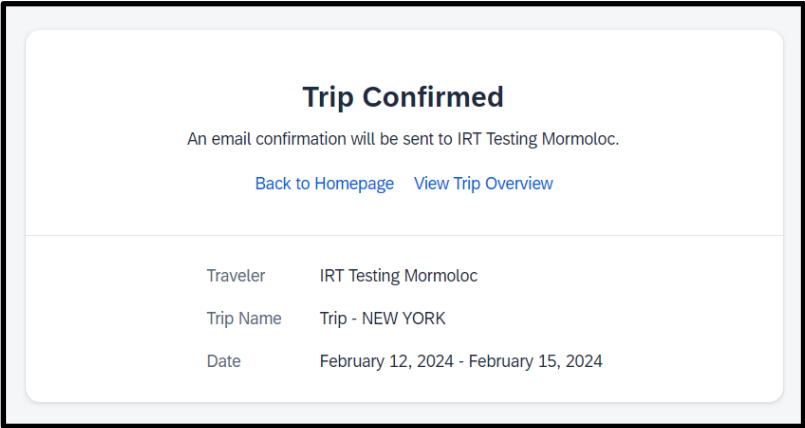 Trip Confirmed
An email confirmation will be sent to IRT Testing Mormoloc.
Back to Homepage View Trip Overview
Traveler IRT Testing Mormoloc
Trip Name Trip - NEW YORK
Date February 12, 2024 - February 15, 2024